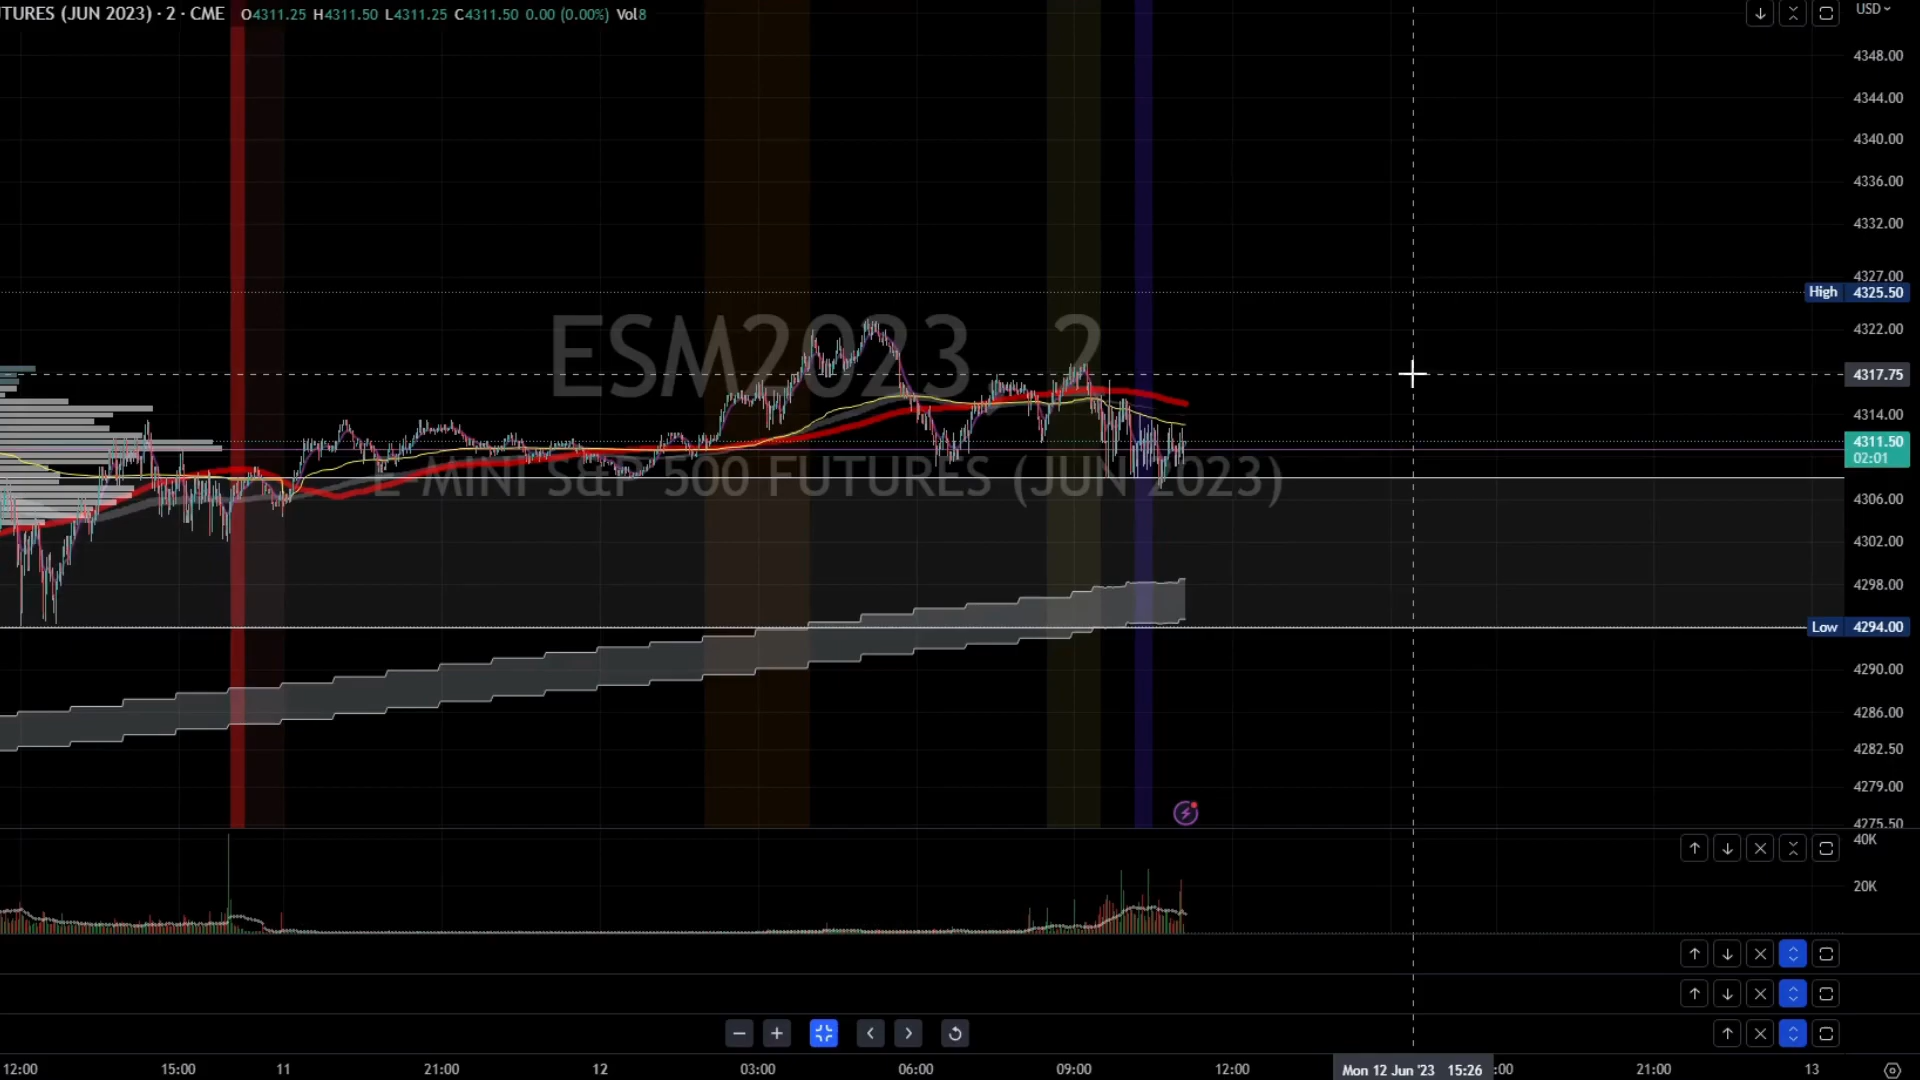 TURES (JUN 2023) · 2 · CME O4311.25 H4311.50 L4311.25 C4311.50 0.00 (0.00%) Vol8
USD
4348.00
4344.00
4340.00
4336.00
4332.00
4327.00
High 4325.50
4322.00
ESM2023 2
4317.75
4314.00
4311.50
02:01
E-MINI S&P 500 FUTURES (JUN 2023)
4306.00
4302.00
4298.00
Low 4294.00
4290.00
4286.00
4282.50
4279.00
4275.50
40K
20K
12:00 15:00 11 21:00 12 03:00 06:00 09:00 12:00 Mon 12 Jun '23 15:26 :00 21:00 13